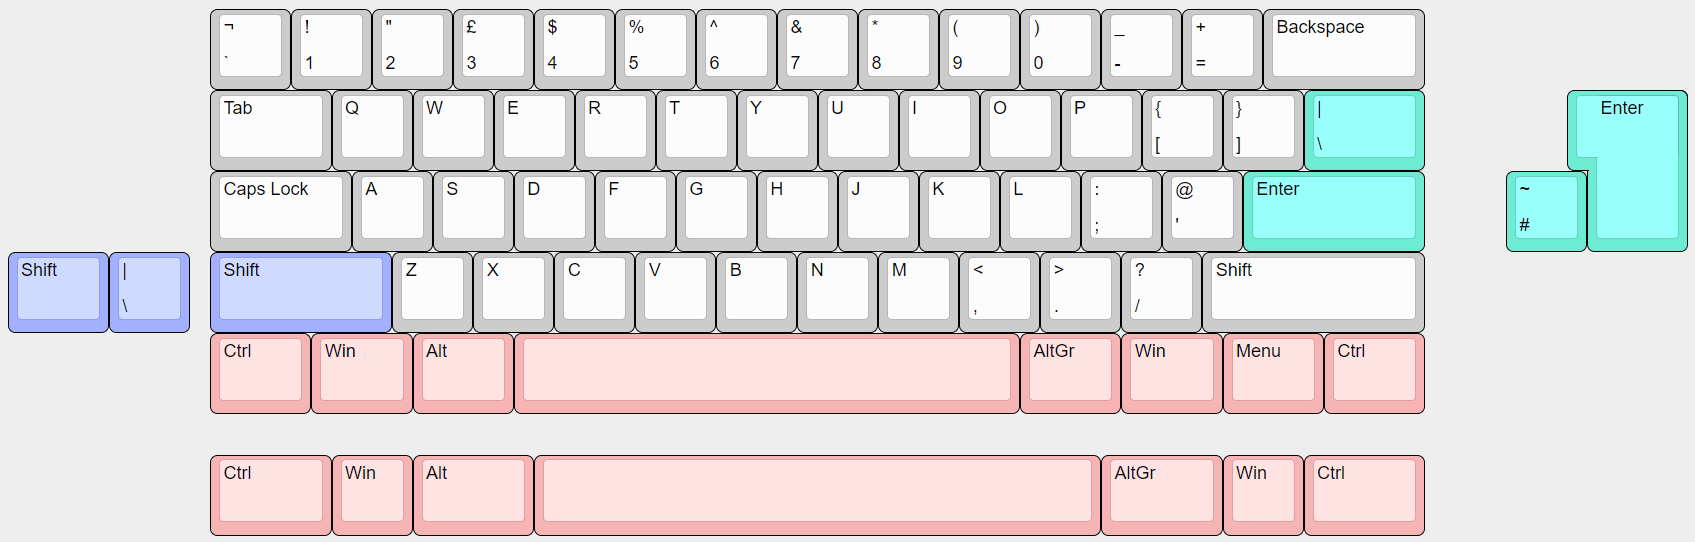 ¬ ! " £ $ % ^ & * ( ) _ + Backspace
` 1 2 3 4 5 6 7 8 9 0 - =
Tab Q W E R T Y U I O P { } | Enter
[ ] \
Caps Lock A S D F G H J K L : @ Enter ~
; ' #
Shift | Shift Z X C V B N M < > ? Shift
\ , . /
Ctrl Win Alt AltGr Win Menu Ctrl
Ctrl Win Alt AltGr Win Ctrl